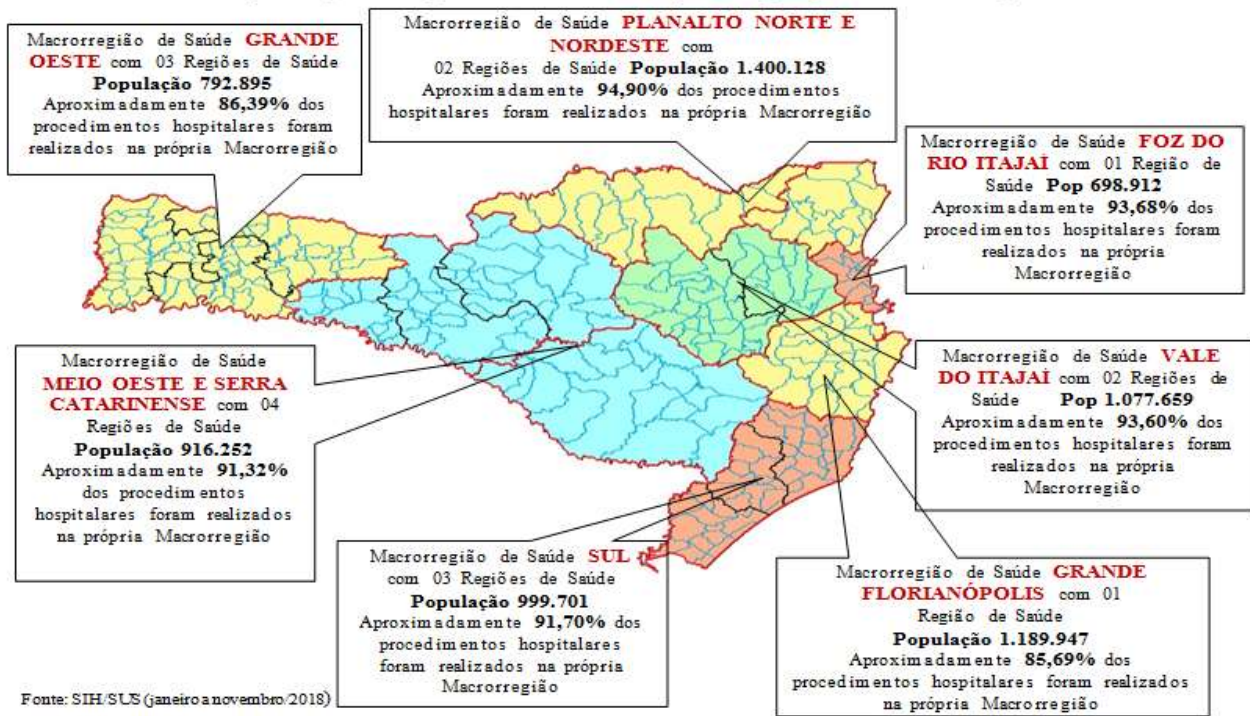 Macrorregião de Saúde GRANDE
OESTE com 03 Regiões de Saúde
População 792.895
Aproximadamente 86,39% dos
procedimentos hospitalares foram
realizados na própria Macrorregião
Macrorregião de Saúde PLANALTO NORTE E
NORDESTE com
02 Regiões de Saúde População 1.400.128
Aproximadamente 94,90% dos procedimentos
hospitalares foram realizados na própria Macrorregião
Macrorregião de Saúde FOZ DO
RIO ITAJAÍ com 01 Região de
Saúde Pop 698.912
Aproximadamente 93,68% dos
procedimentos hospitalares foram
realizados na própria
Macrorregião
Macrorregião de Saúde
MEIO OESTE E SERRA
CATARINENSE com 04
Regiões de Saúde
População 916.252
Aproximadamente 91,32%
dos procedimentos
hospitalares foram realizados
na própria Macrorregião
Macrorregião de Saúde VALE
DO ITAJAÍ com 02 Regiões de
Saúde Pop 1.077.659
Aproximadamente 93,60% dos
procedimentos hospitalares foram
realizados na própria
Macrorregião
Macrorregião de Saúde SUL
com 03 Regiões de Saúde
População 999.701
Aproximadamente 91,70% dos
procedimentos hospitalares
foram realizados na própria
Macrorregião
Macrorregião de Saúde GRANDE
FLORIANÓPOLIS com 01
Região de Saúde
População 1.189.947
Aproximadamente 85,69% dos
procedimentos hospitalares foram realizados
na própria Macrorregião
Fonte: SIH/SUS (janeiro a novembro/2018)